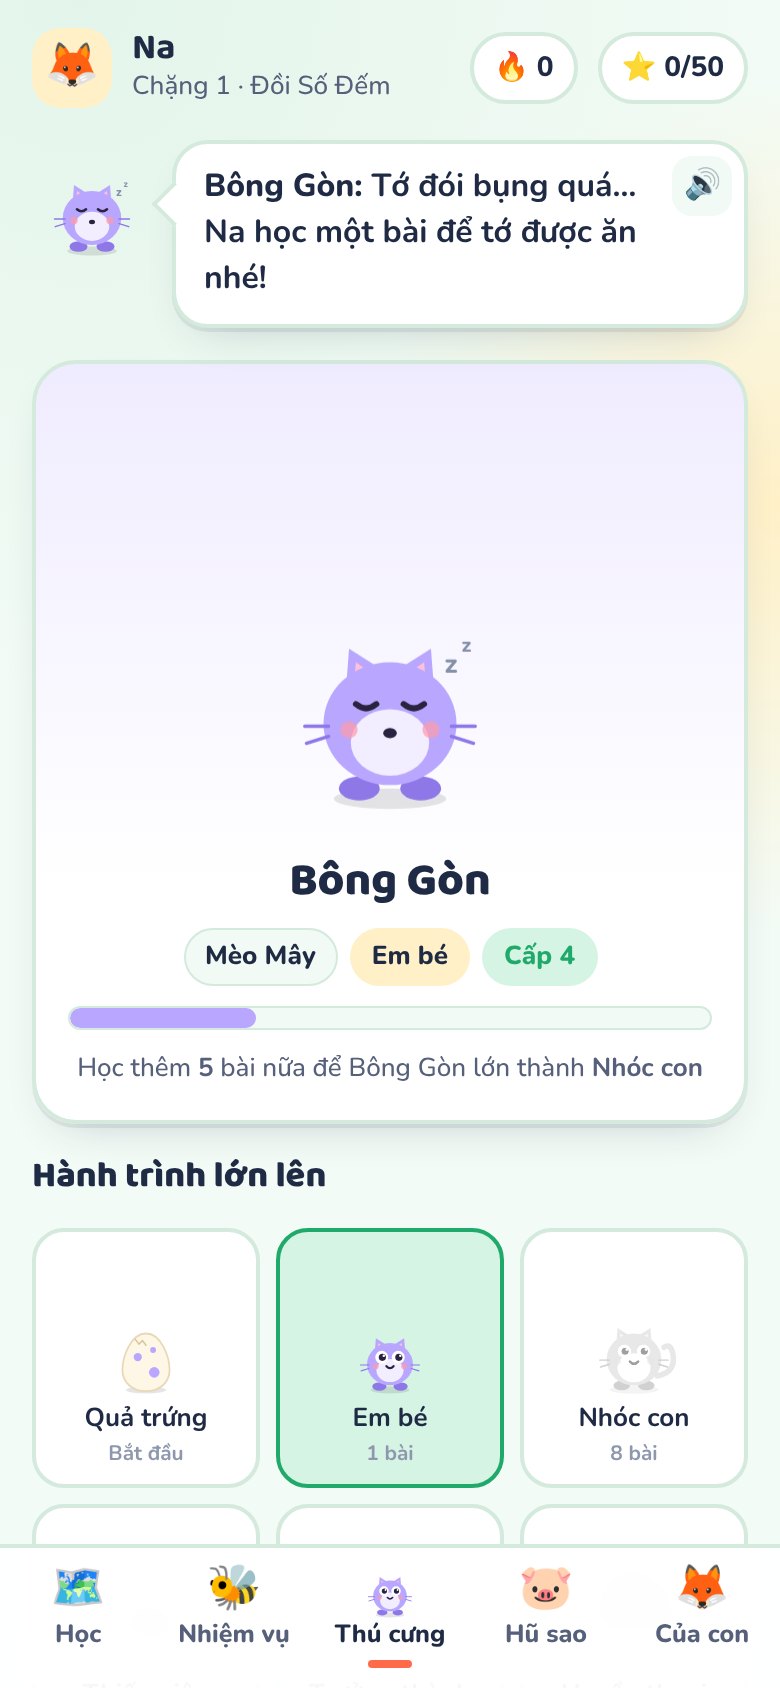 Na
Chặng 1 · Đồi Số Đếm
0
0/50
Bông Gòn: Tớ đói bụng quá...
Na học một bài để tớ được ăn
nhé!
z
z
z
z
Bông Gòn
Mèo Mây
Em bé
Cấp 4
Học thêm 5 bài nữa để Bông Gòn lớn thành Nhóc con
Hành trình lớn lên
Quả trứng
Bắt đầu
Em bé
1 bài
Nhóc con
8 bài
Học
Nhiệm vụ
Thú cưng
Hũ sao
Của con